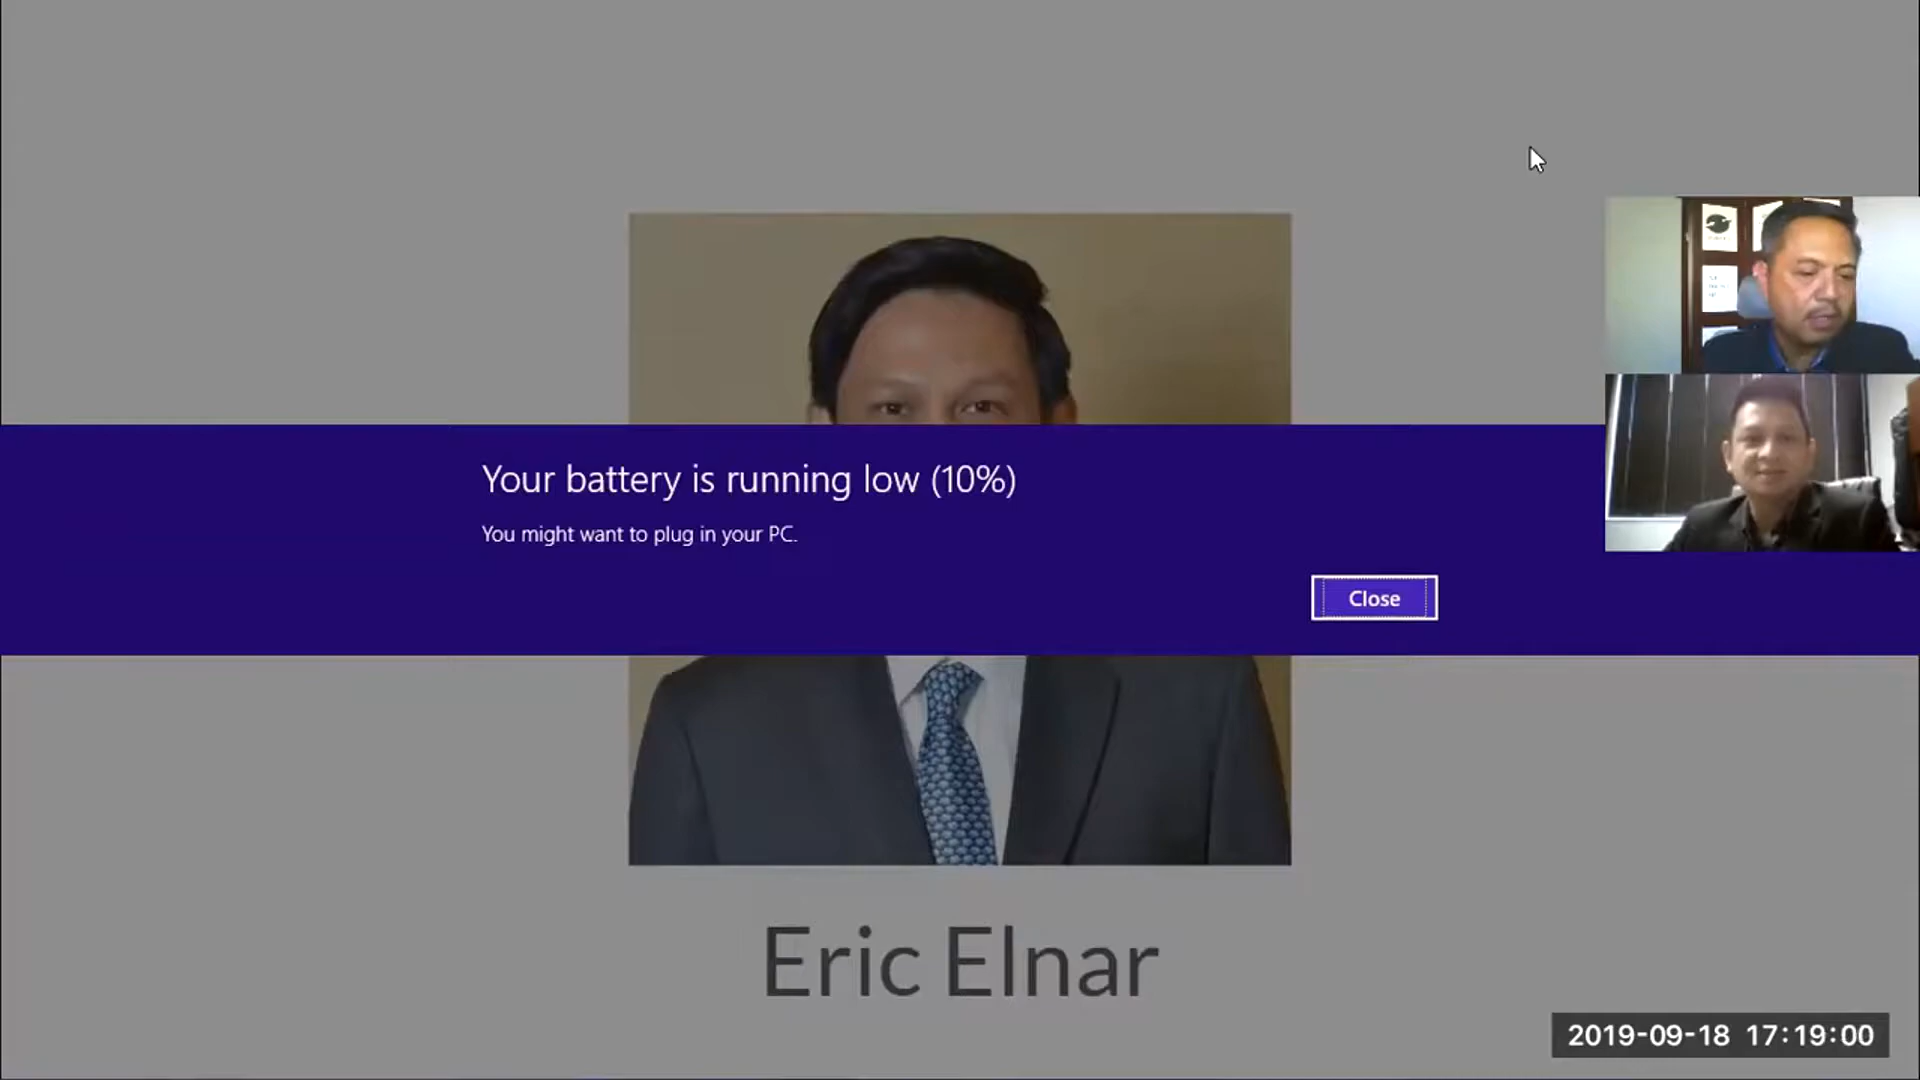 Your battery is running low (10%)
You might want to plug in your PC.
Close
Eric Elnar
2019-09-18 17:19:00